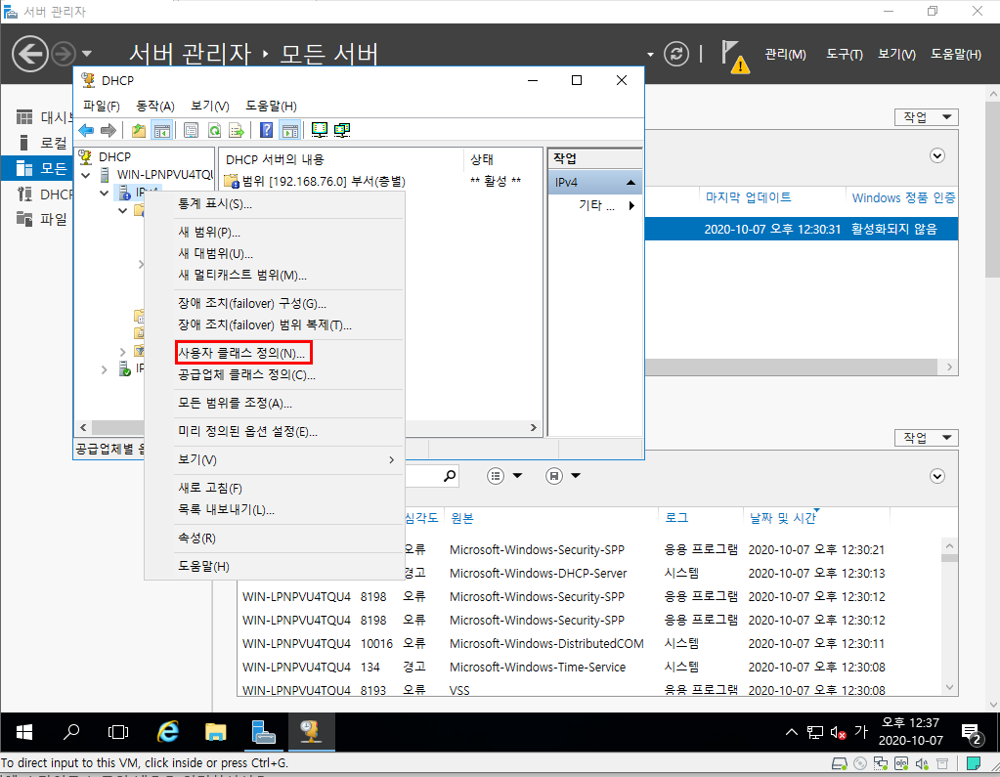 서버 관리자
서버 관리자 · 모든 서버
관리(M) 도구(T) 보기(V) 도움말(H)
DHCP
파일(F) 동작(A) 보기(V) 도움말(H)
DHCP
WIN-LPNPVU4TQU
IPv4
DHCP 서버의 내용 상태
범위 [192.168.76.0] 부서(층별) ** 활성 **
작업
IPv4
기타 ...
로컬
모든
DHCP
파일
통계 표시(S)...
새 범위(P)...
새 대범위(U)...
새 멀티캐스트 범위(M)...
장애 조치(failover) 구성(G)...
장애 조치(failover) 범위 복제(T)...
사용자 클래스 정의(N)...
공급업체 클래스 정의(C)...
모든 범위를 조정(A)...
미리 정의된 옵션 설정(E)...
보기(V)
새로 고침(F)
목록 내보내기(L)...
속성(R)
도움말(H)
공급업체별
작업
마지막 업데이트 Windows 정품 인증
2020-10-07 오후 12:30:31 활성화되지 않음
작업
심각도 원본 로그 날짜 및 시간
오류 Microsoft-Windows-Security-SPP 응용 프로그램 2020-10-07 오후 12:30:21
경고 Microsoft-Windows-DHCP-Server 시스템 2020-10-07 오후 12:30:13
WIN-LPNPVU4TQU4 8198 오류 Microsoft-Windows-Security-SPP 응용 프로그램 2020-10-07 오후 12:30:12
WIN-LPNPVU4TQU4 8198 오류 Microsoft-Windows-Security-SPP 응용 프로그램 2020-10-07 오후 12:30:12
WIN-LPNPVU4TQU4 10016 오류 Microsoft-Windows-DistributedCOM 시스템 2020-10-07 오후 12:30:11
WIN-LPNPVU4TQU4 134 경고 Microsoft-Windows-Time-Service 시스템 2020-10-07 오후 12:30:08
WIN-LPNPVU4TQU4 8193 오류 VSS 응용 프로그램 2020-10-07 오후 12:30:08
가
오후 12:37
2020-10-07
2
To direct input to this VM, click inside or press Ctrl+G.